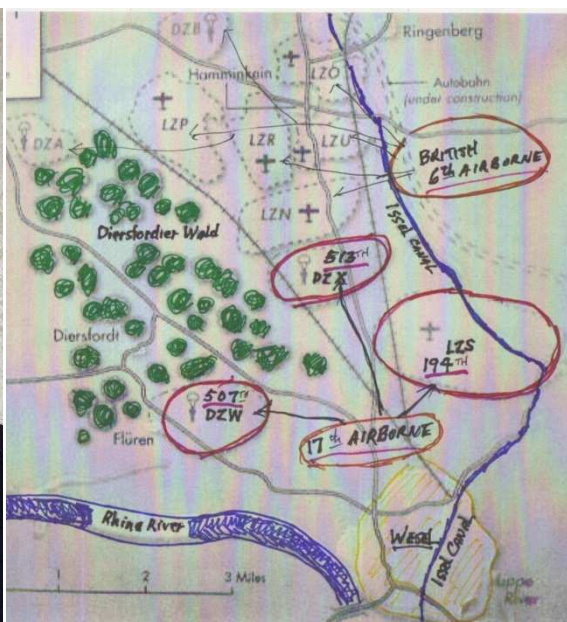 DZB
Ringenberg
Hamminkeln
LZO
Autobahn
(under construction)
LZP
DZA
LZR
LZU
BRITISH
6th AIRBORNE
LZN
Diersfordter Wald
ISSEL CANAL
513TH
DZX
LZS
194TH
Diersfordt
507TH
DZW
17th AIRBORNE
Flüren
Rhine River
WESEL
Issel Canal
River
1 2 3 Miles